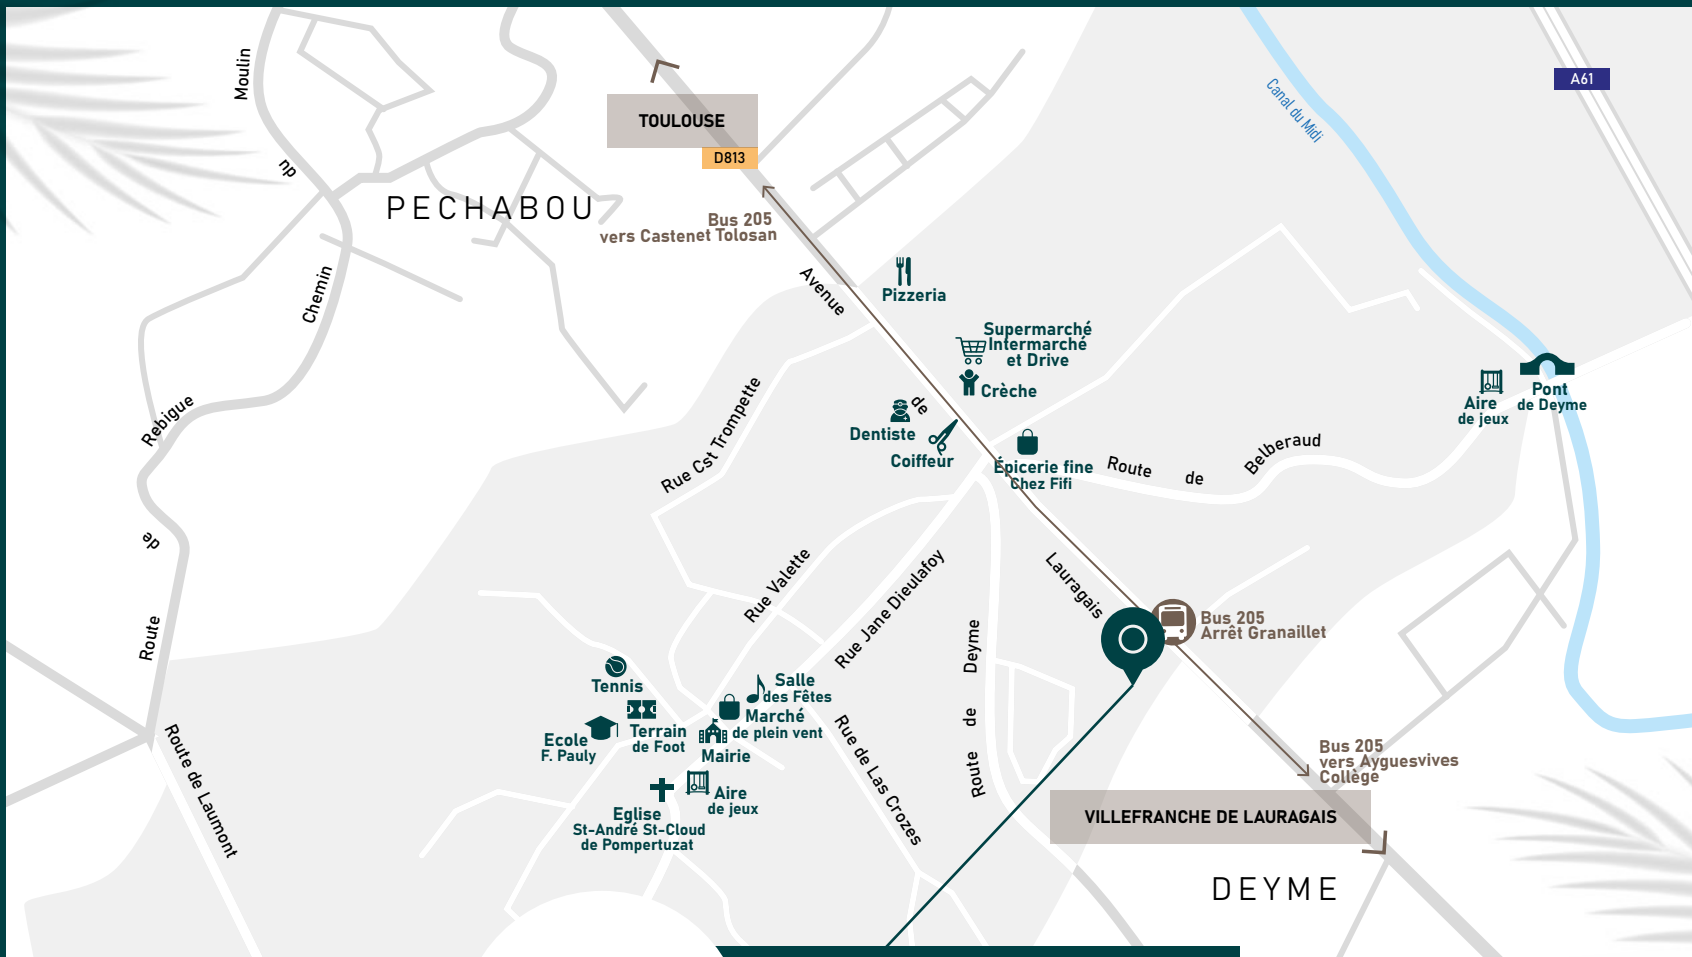 Moulin
du
Chemin
Rebigue
de
Route
Route de Laumont
PECHABOU
TOULOUSE
D813
Bus 205
vers Castenet Tolosan
Avenue
de
Lauragais
Canal du Midi
A61
Pizzeria
Supermarché
Intermarché
et Drive
Crèche
Dentiste
Coiffeur
Épicerie fine
Chez Fifi
Route de Belberaud
Aire
de jeux
Pont
de Deyme
Rue Cst Trompette
Rue Valette
Rue Jane Dieulafoy
Route de Deyme
Bus 205
Arrêt Granaillet
Tennis
Terrain
de Foot
Ecole
F. Pauly
Salle
des Fêtes
Marché
de plein vent
Mairie
Aire
de jeux
Eglise
St-André St-Cloud
de Pompertuzat
Rue de Las Crozes
Bus 205
vers Ayguesvives
Collège
VILLEFRANCHE DE LAURAGAIS
DEYME